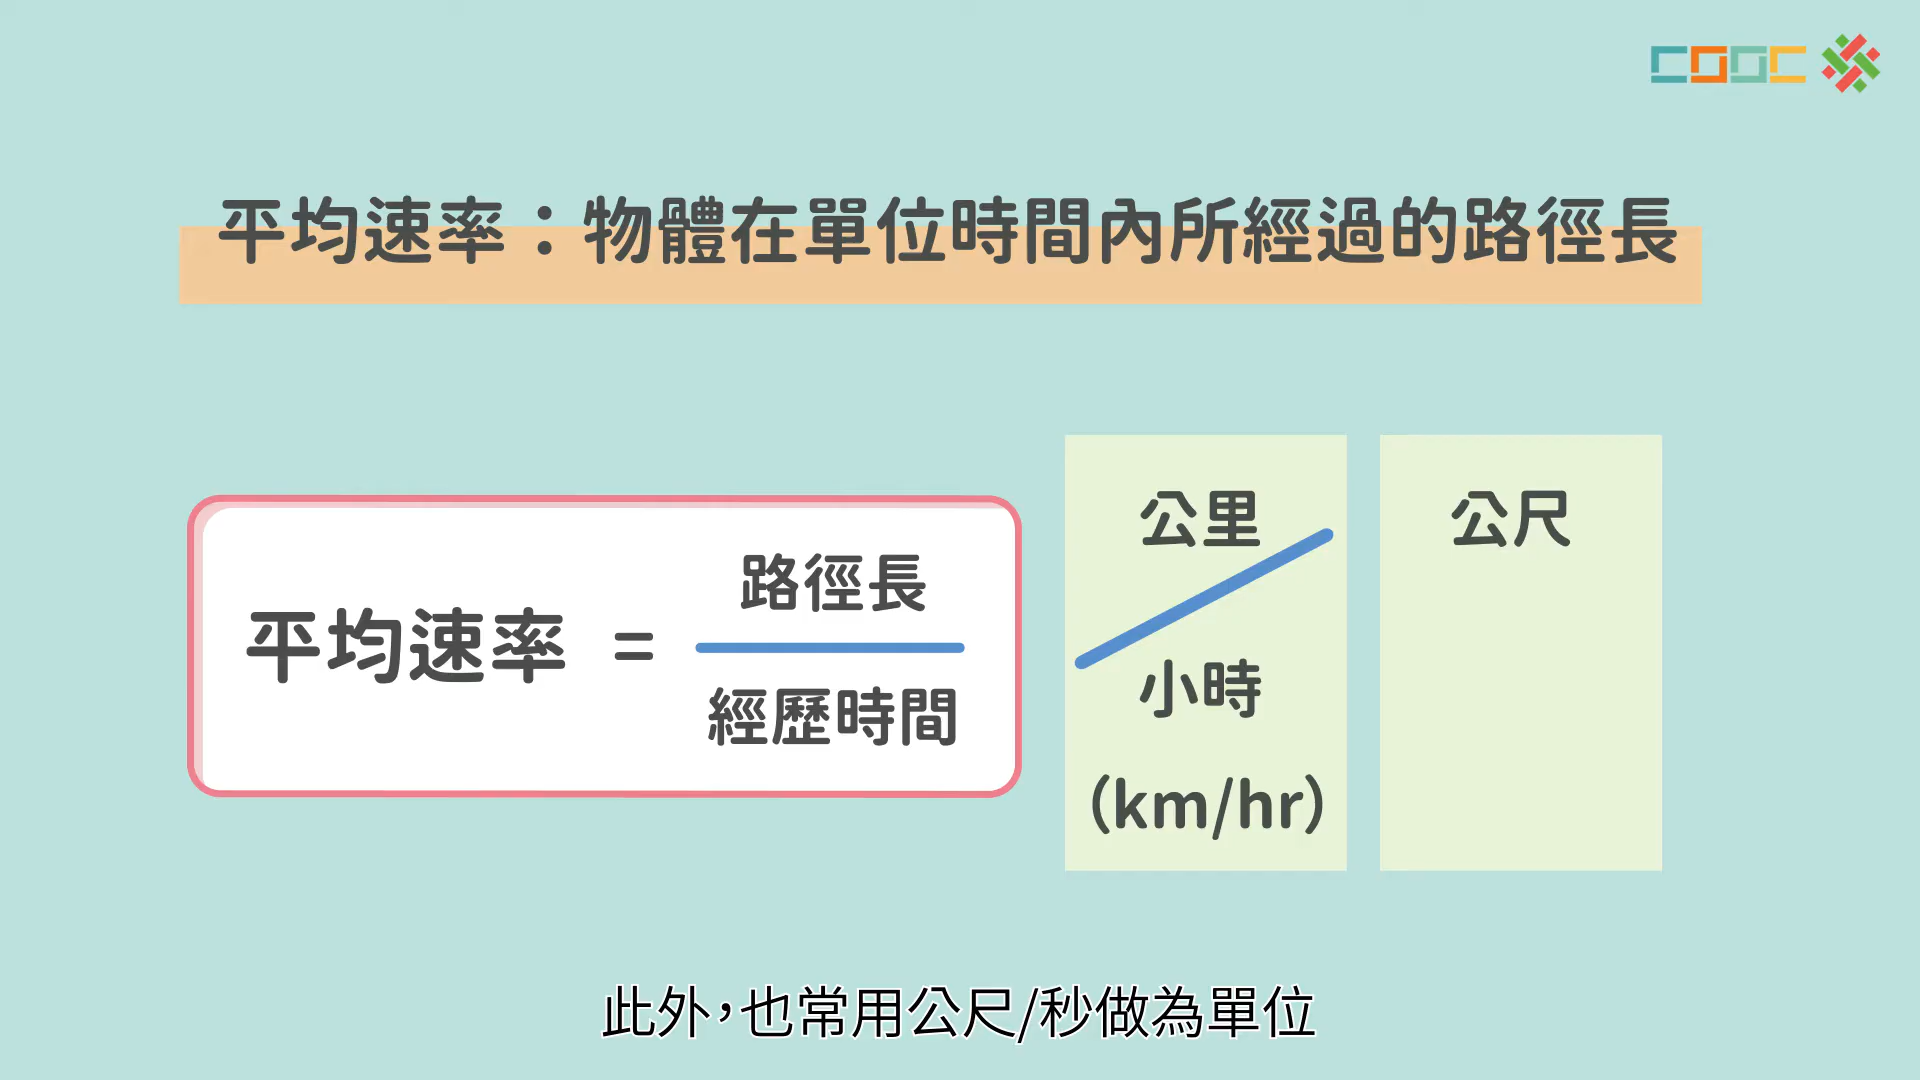 COOC
平均速率：物體在單位時間內所經過的路徑長
平均速率 = 路徑長
經歷時間
公里
小時
(km/hr)
公尺
此外，也常用公尺/秒做為單位